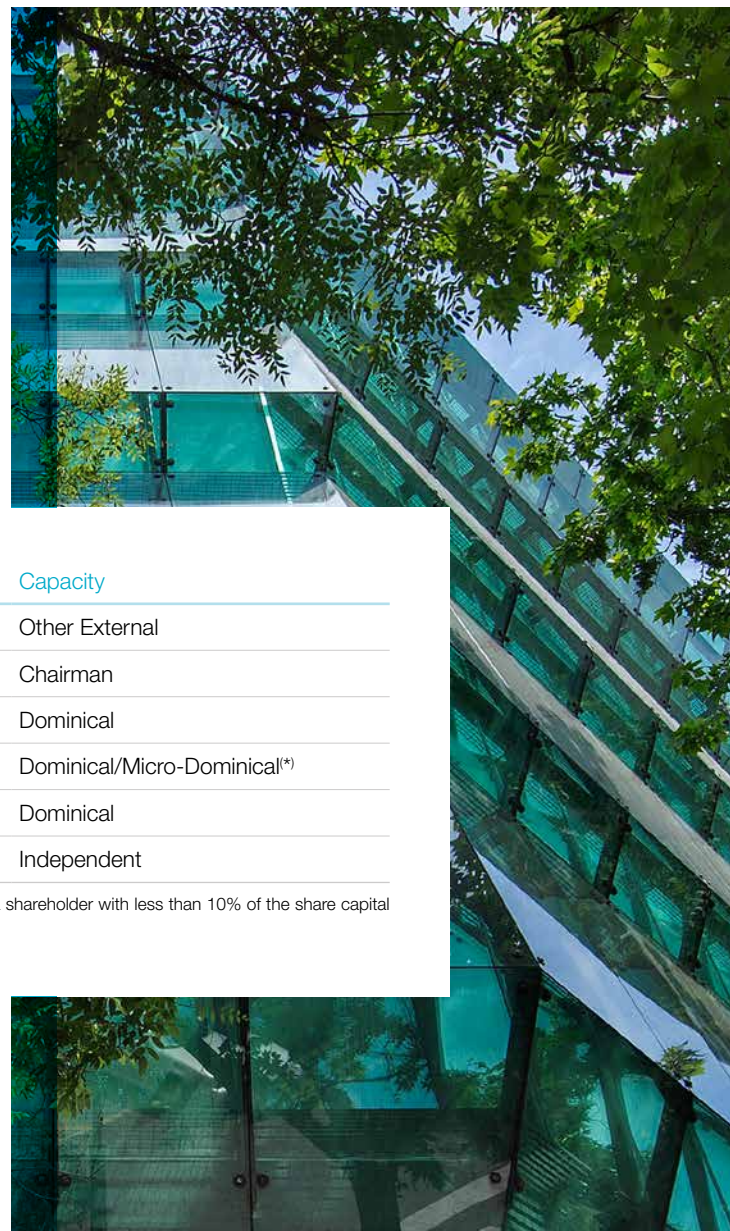 Capacity
Other External
Chairman
Dominical
Dominical/Micro-Dominical(*)
Dominical
Independent
shareholder with less than 10% of the share capital